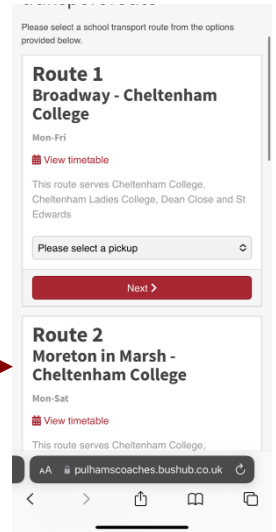 Please select a school transport route from the options
provided below.
Route 1
Broadway - Cheltenham
College
Mon-Fri
View timetable
This route serves Cheltenham College,
Cheltenham Ladies College, Dean Close and St
Edwards
Please select a pickup
Next
Route 2
Moreton in Marsh -
Cheltenham College
Mon-Sat
View timetable
This route serves Cheltenham College,
AA pulhamscoaches.bushub.co.uk